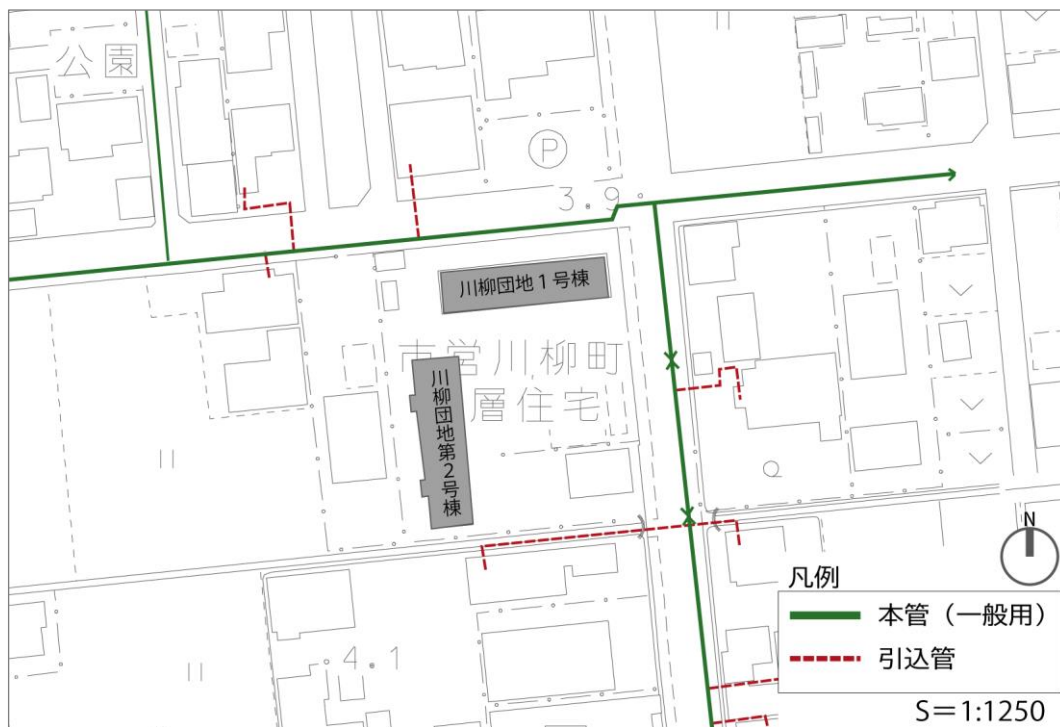 公園
P
3.9
川柳団地1号棟
市営川柳町
層住宅
川柳団地第2号棟
N
凡例
本管（一般用）
引込管
4.1
S＝1:1250